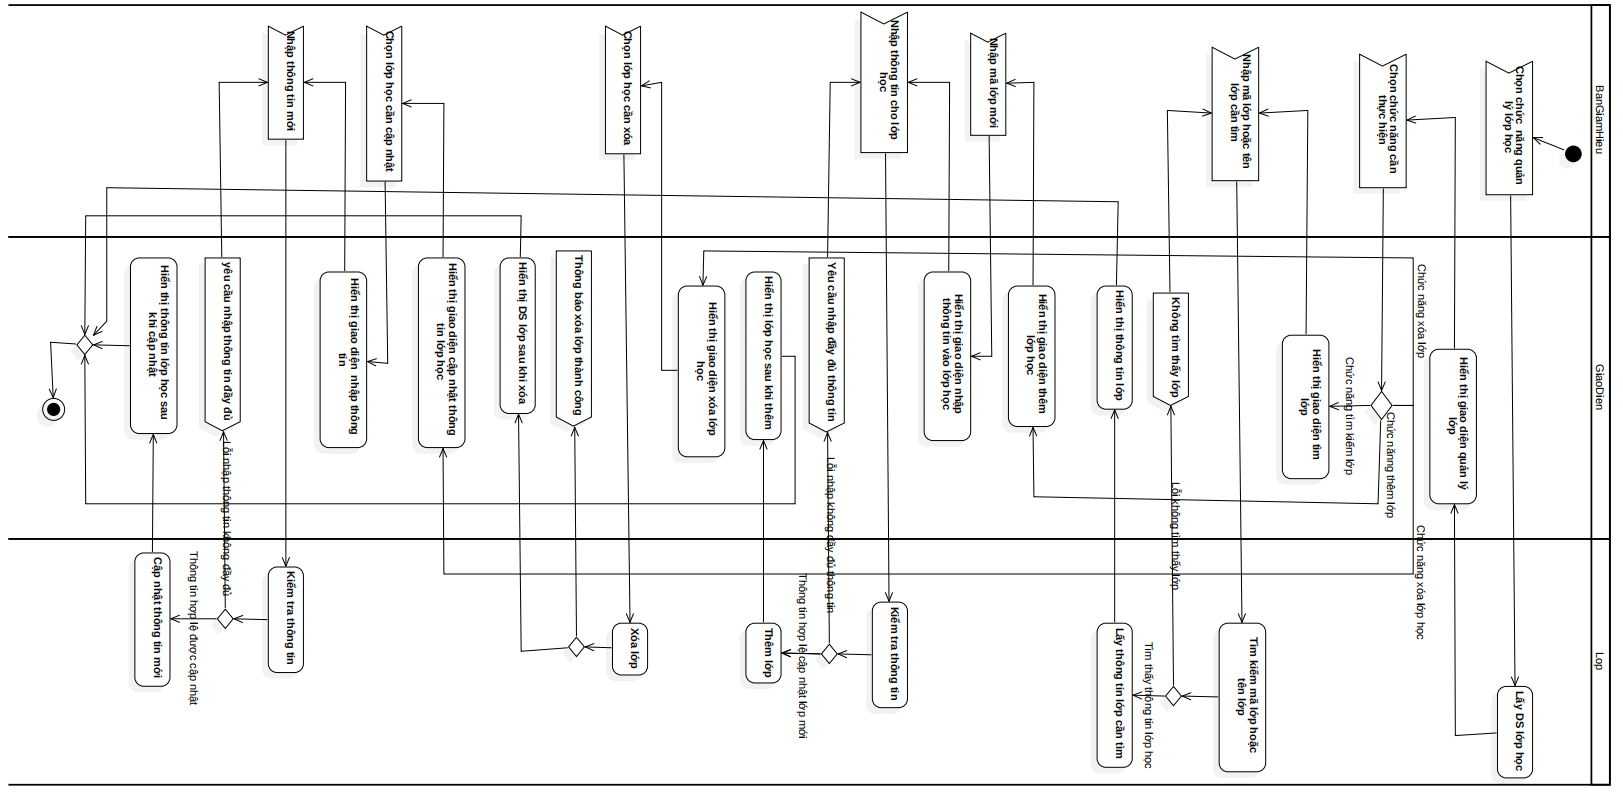 BanGiamHieu
GiaoDien
Lop
Chọn chức năng quản
lý lớp học
Chọn chức năng cần
thực hiện
Nhập mã lớp hoặc tên
lớp cần tìm
Nhập mã lớp mới
Nhập thông tin cho lớp
học
Chọn lớp học cần xóa
Chọn lớp học cần cập nhật
Nhập thông tin mới
Hiển thị giao diện quản lý
lớp
Chức năng xóa lớp
Chức nănng thêm lớp
Chức năng tìm kiếm lớp
Hiển thị giao diện tìm
lớp
Không tìm thấy lớp
Hiển thị thông tin lớp
Hiển thị giao diện thêm
lớp học
Hiển thị giao diện nhập
thông tin vào lớp học
Yêu cầu nhập đầy đủ thông tin
Hiển thị lớp học sau khi thêm
Hiển thị giao diện xóa lớp
học
Thông báo xóa lớp thành công
Hiển thị DS lớp sau khi xóa
Hiển thị giao diện cập nhật thông
tin lớp học
Hiển thị giao diện nhập thông
tin
yêu cầu nhập thông tin đầy đủ
Hiển thị thông tin lớp học sau
khi cập nhật
Lấy DS lớp học
Chức năng xóa lớp học
Tìm kiếm mã lớp hoặc
tên lớp
Lỗi không tìm thấy lớp
Tìm thấy thông tin lớp học
Lấy thông tin lớp cần tìm
Kiểm tra thông tin
Lỗi nhập không đầy đủ thông tin
Thông tin hợp lệ cập nhật lớp mới
Thêm lớp
Xóa lớp
Kiểm tra thông tin
Lỗi nhập thông tin không đầy đủ
Thông tin hợp lệ được cập nhật
Cập nhật thông tin mới